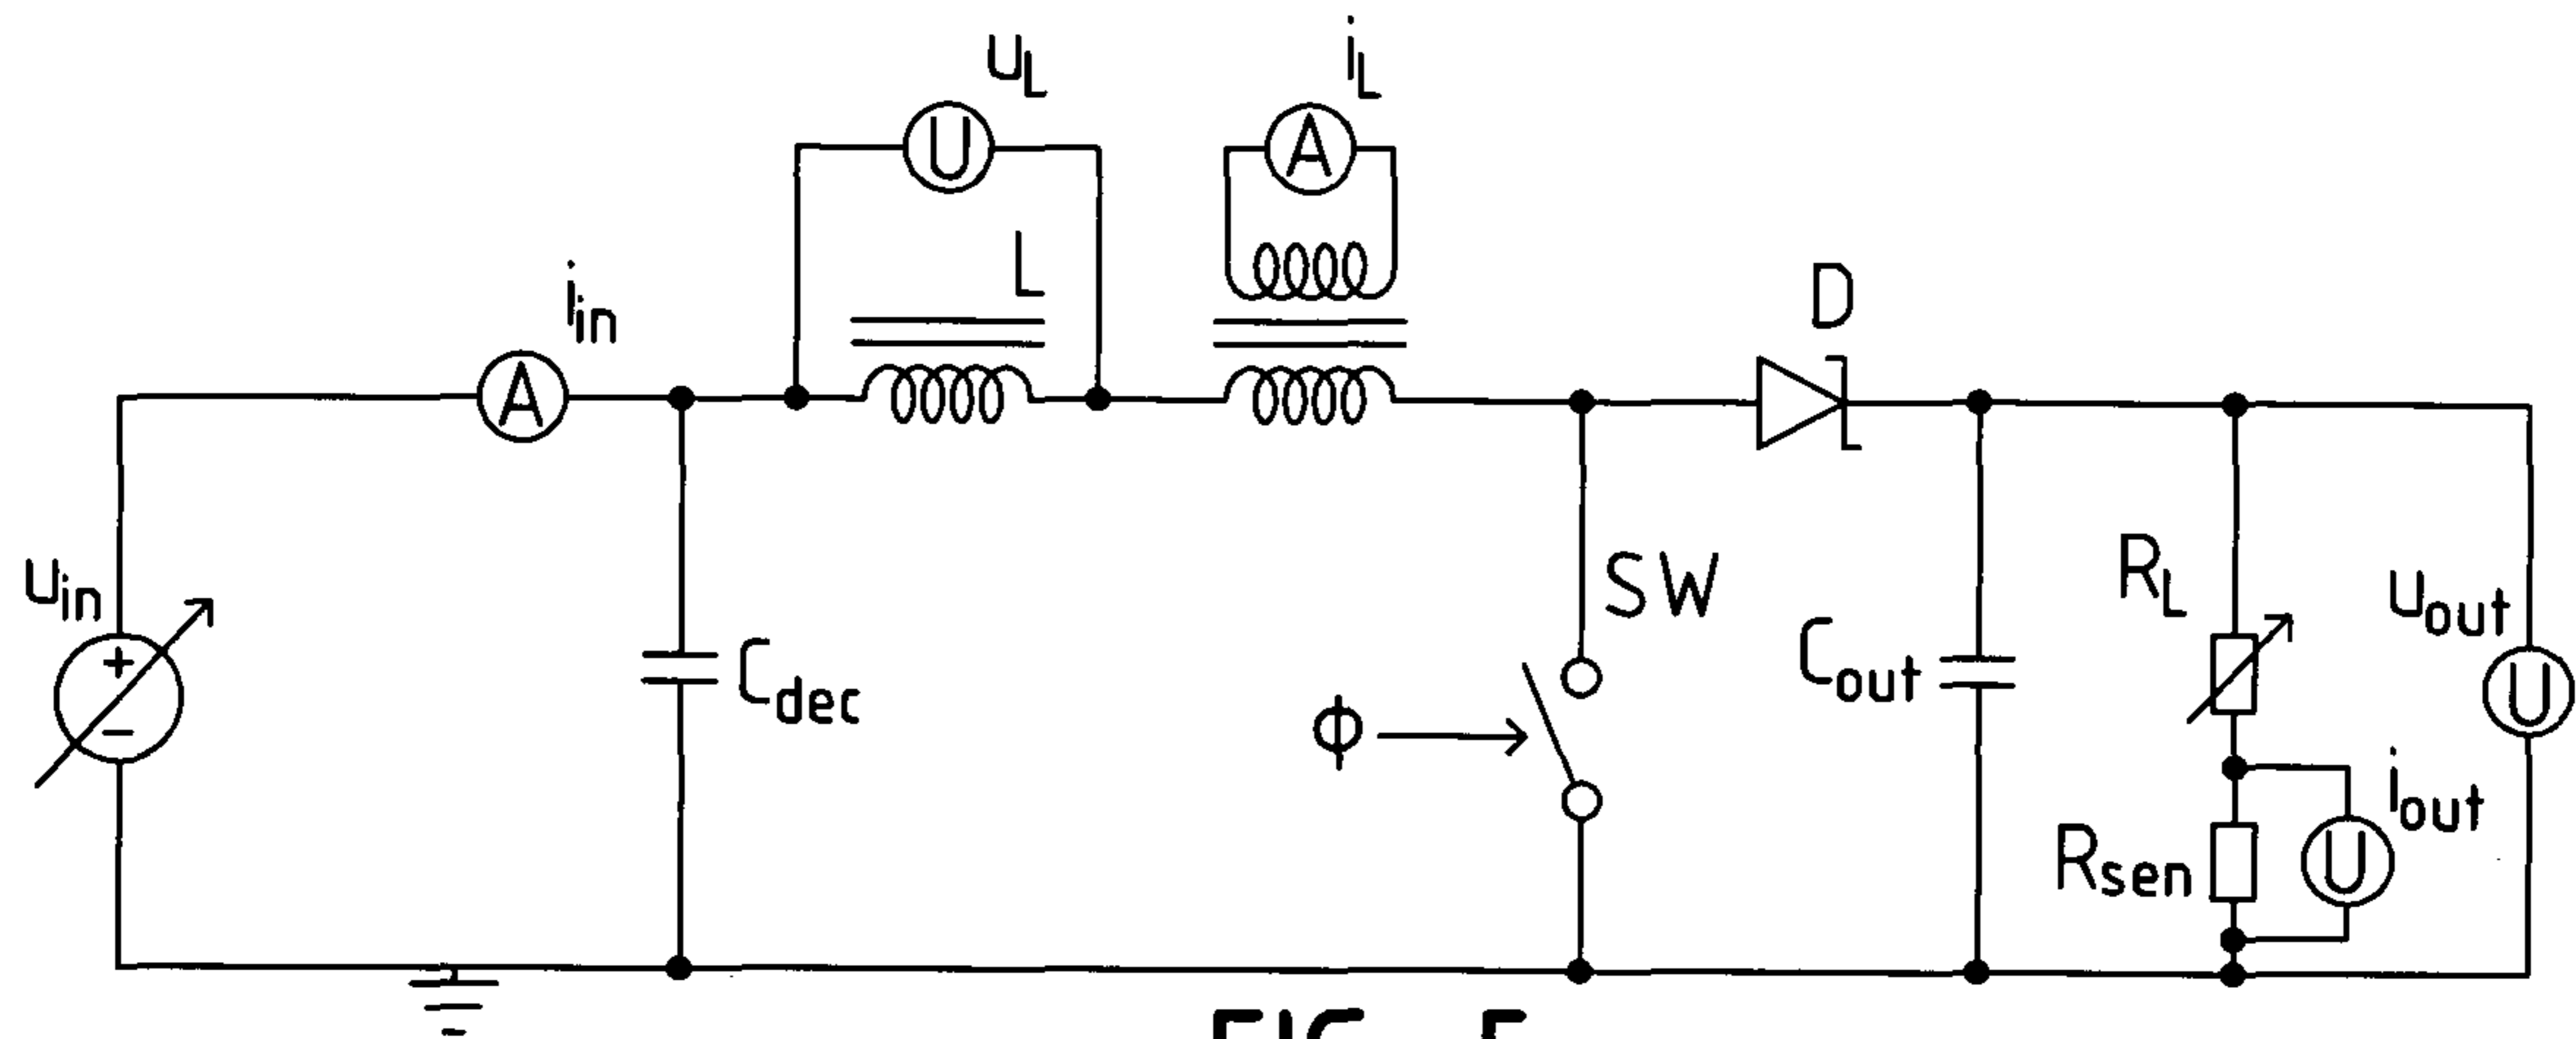 uL
iL
U
A
L
iin
D
A
uin
+
−
Cdec
SW
ϕ
Cout
RL
uout
U
iout
Rsen
U